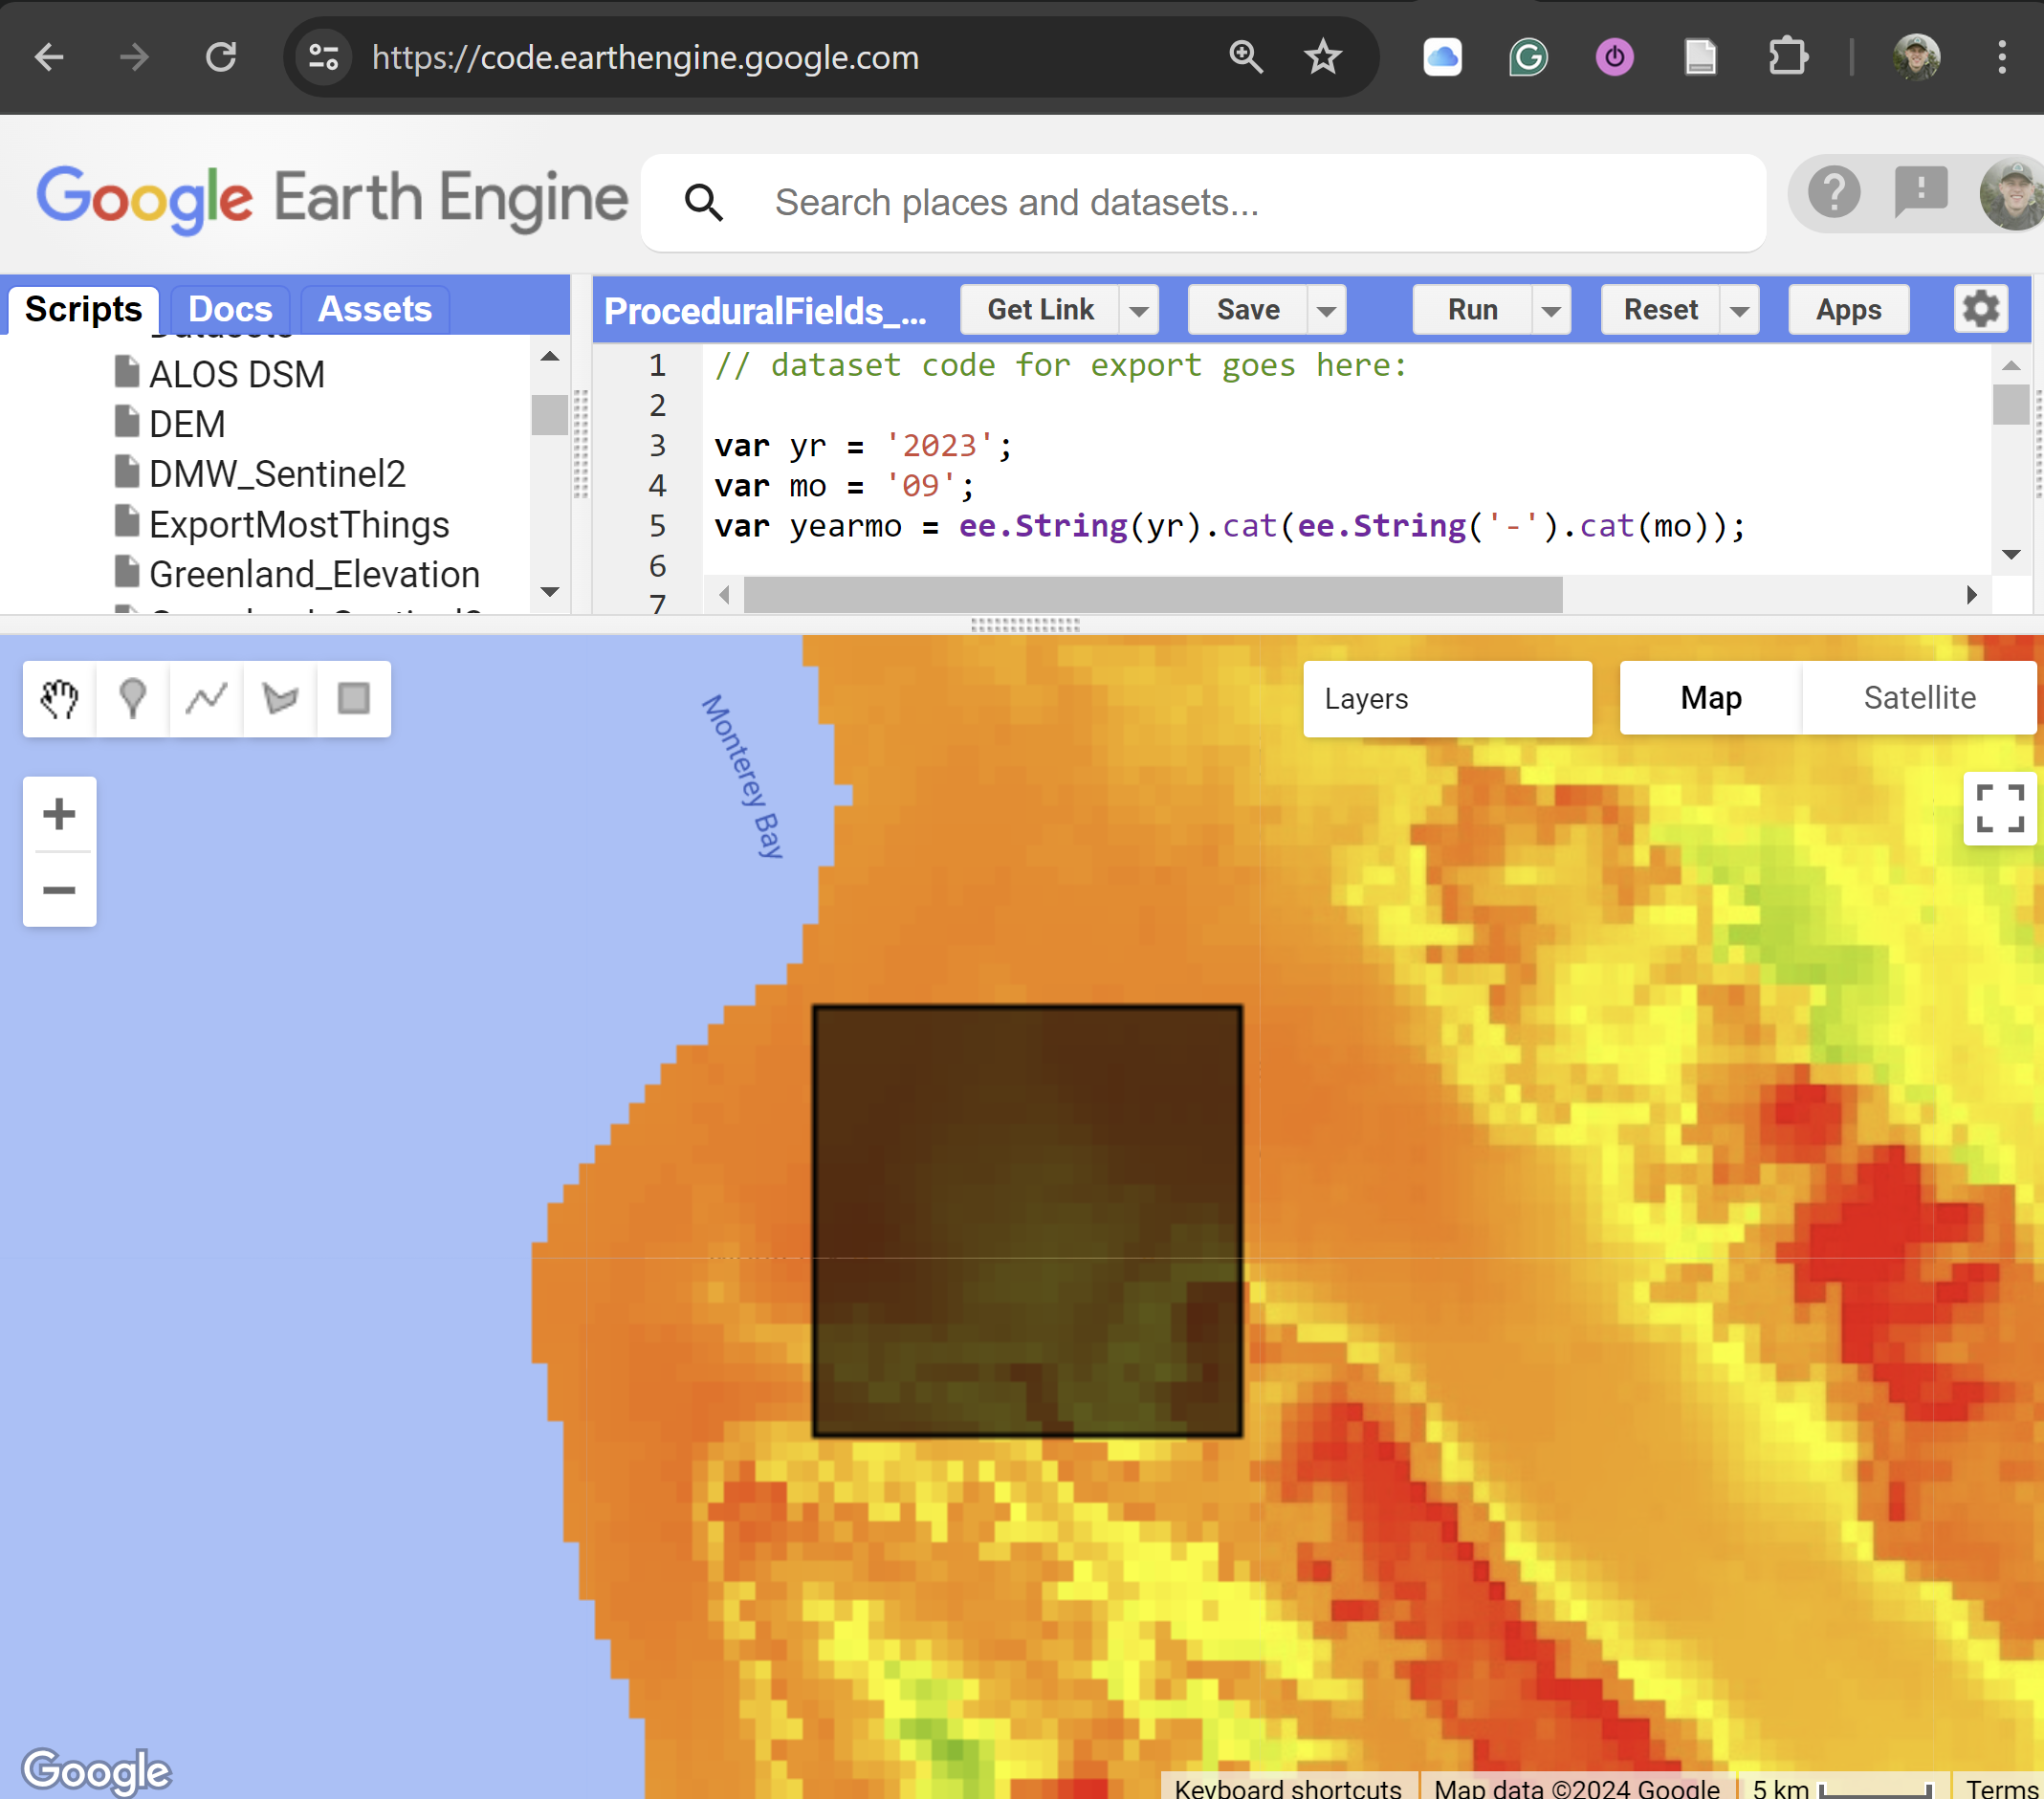 https://code.earthengine.google.com
Google Earth Engine
Search places and datasets...
Scripts
Docs
Assets
Datasets
ALOS DSM
DEM
DMW_Sentinel2
ExportMostThings
Greenland_Elevation
ProceduralFields_...
Get Link
Save
Run
Reset
Apps
1 // dataset code for export goes here:
2
3 var yr = '2023';
4 var mo = '09';
5 var yearmo = ee.String(yr).cat(ee.String('-').cat(mo));
6
7
Monterey Bay
Layers
Map
Satellite
Google
Keyboard shortcuts
Map data ©2024 Google
5 km
Terms